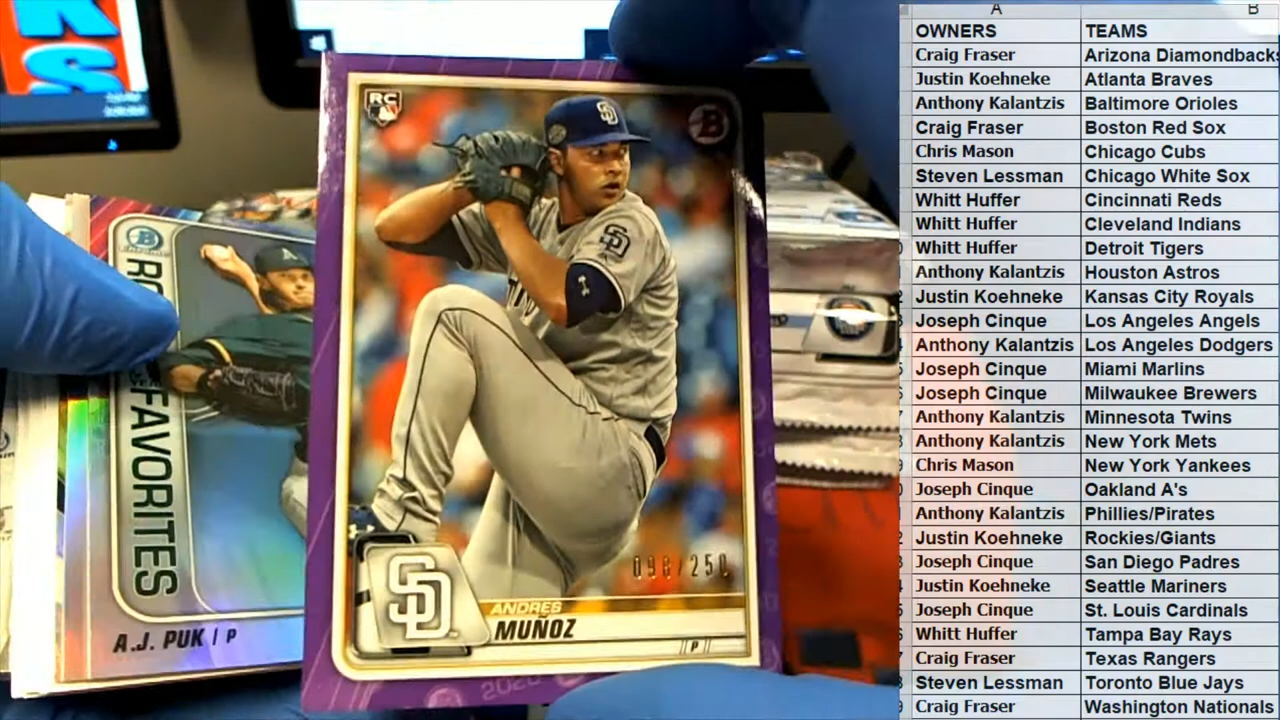 KS
RC
SD
B
SD
ROOKIE
FAVORITES
A.J. PUK | P
098/250
SD
ANDRES
MUÑOZ
P
2020
A B
OWNERS TEAMS
Craig Fraser Arizona Diamondbacks
Justin Koehneke Atlanta Braves
Anthony Kalantzis Baltimore Orioles
Craig Fraser Boston Red Sox
Chris Mason Chicago Cubs
Steven Lessman Chicago White Sox
Whitt Huffer Cincinnati Reds
Whitt Huffer Cleveland Indians
Whitt Huffer Detroit Tigers
Anthony Kalantzis Houston Astros
Justin Koehneke Kansas City Royals
Joseph Cinque Los Angeles Angels
Anthony Kalantzis Los Angeles Dodgers
Joseph Cinque Miami Marlins
Joseph Cinque Milwaukee Brewers
Anthony Kalantzis Minnesota Twins
Anthony Kalantzis New York Mets
Chris Mason New York Yankees
Joseph Cinque Oakland A's
Anthony Kalantzis Phillies/Pirates
Justin Koehneke Rockies/Giants
Joseph Cinque San Diego Padres
Justin Koehneke Seattle Mariners
Joseph Cinque St. Louis Cardinals
Whitt Huffer Tampa Bay Rays
Craig Fraser Texas Rangers
Steven Lessman Toronto Blue Jays
Craig Fraser Washington Nationals